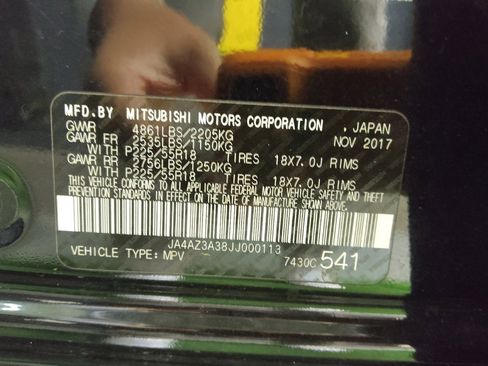 MFD.BY MITSUBISHI MOTORS CORPORATION , JAPAN
GVWR 4861LBS/2205KG NOV 2017
GAWR FR 2535LBS/1150KG
WITH P225/55R18 TIRES 18X7.0J RIMS
GAWR RR 2756LBS/1250KG
WITH P225/55R18 TIRES 18X7.0J RIMS
THIS VEHICLE CONFORMS TO ALL APPLICABLE FEDERAL MOTOR VEHICLE SAFETY, BUMPER, AND
THEFT PREVENTION STANDARDS IN EFFECT ON THE DATE OF MANUFACTURE SHOWN ABOVE.
JA4AZ3A38JJ000113
VEHICLE TYPE: MPV 7430C 541